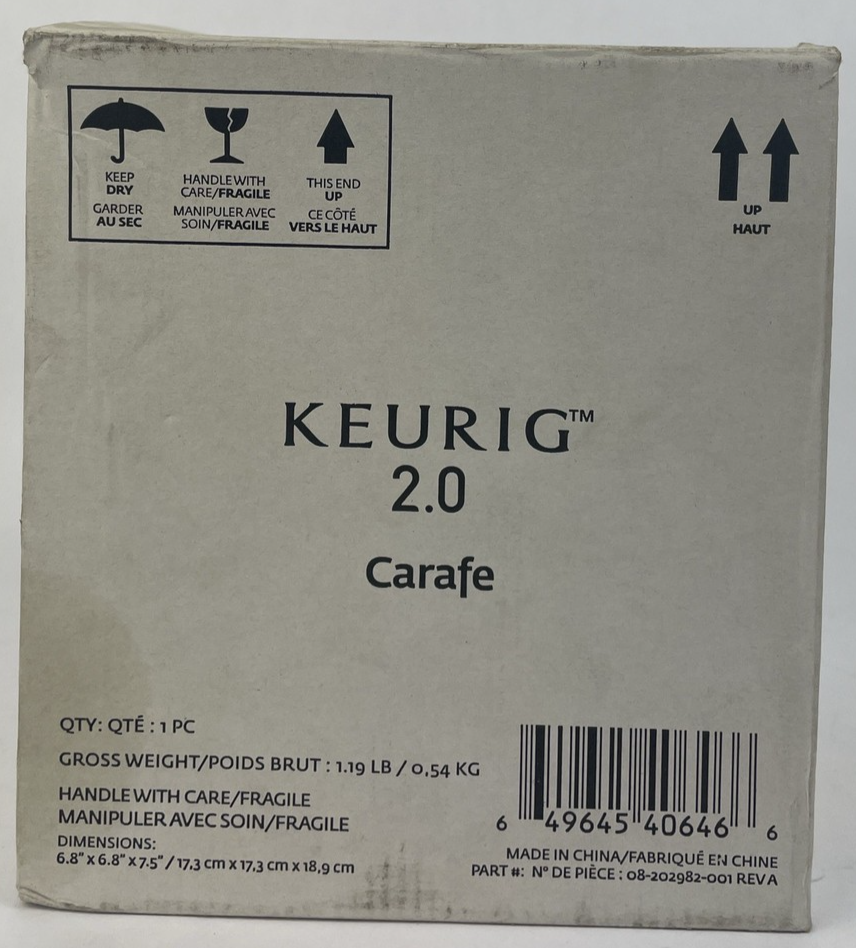 KEEP
DRY
GARDER
AU SEC
HANDLE WITH
CARE/FRAGILE
MANIPULER AVEC
SOIN/FRAGILE
THIS END
UP
CE CÔTÉ
VERS LE HAUT
UP
HAUT
KEURIG™
2.0
Carafe
QTY: QTÉ : 1 PC
GROSS WEIGHT/POIDS BRUT : 1.19 LB / 0,54 KG
HANDLE WITH CARE/FRAGILE
MANIPULER AVEC SOIN/FRAGILE
DIMENSIONS:
6.8" x 6.8" x 7.5" / 17,3 cm x 17,3 cm x 18,9 cm
6 49645 40646 6
MADE IN CHINA/FABRIQUÉ EN CHINE
PART #: N° DE PIÈCE : 08-202982-001 REV A